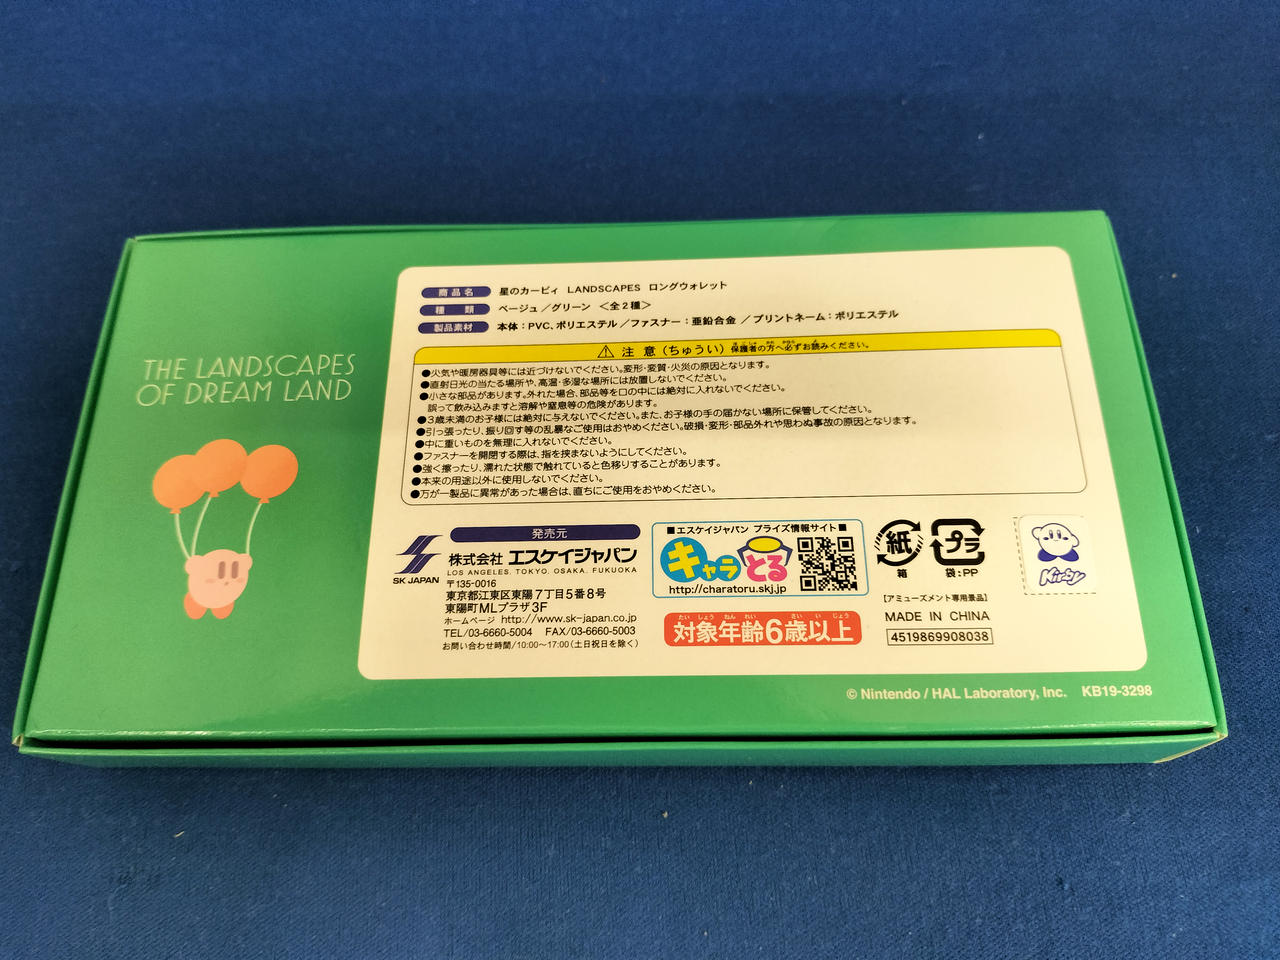 THE LANDSCAPES
OF DREAM LAND
商品名 星のカービィ LANDSCAPES ロングウォレット
種類 ベージュ／グリーン ＜全２種＞
製品素材 本体：PVC、ポリエステル／ファスナー：亜鉛合金 ／ プリントネーム：ポリエステル
⚠ 注意（ちゅうい） 保護者の方へ必ずお読みください。
●火気や暖房器具等には近づけないでください。変形・変質・火災の原因となります。
●直射日光の当たる場所や、高温・多湿な場所には放置しないでください。
●小さな部品があります。外れた場合、部品等を口の中には絶対に入れないでください。
誤って飲み込みますと溶解や窒息等の危険があります。
●３歳未満のお子様には絶対に与えないでください。また、お子様の手の届かない場所に保管してください。
●引っ張ったり、振り回す等の乱暴なご使用はおやめください。破損・変形・部品外れや思わぬ事故の原因となります。
●中に重いものを無理に入れないでください。
●ファスナーを開閉する際は、指を挟まないようにしてください。
●強く擦ったり、濡れた状態で触れていると色移りすることがあります。
●本来の用途以外に使用しないでください。
●万が一製品に異常があった場合は、直ちにご使用をおやめください。
SK JAPAN
発売元
株式会社 エスケイジャパン
LOS ANGELES. TOKYO. OSAKA. FUKUOKA
〒135-0016
東京都江東区東陽７丁目５番８号
東陽町MLプラザ3F
ホームページ http://www.sk-japan.co.jp
TEL/03-6660-5004 FAX/03-6660-5003
お問い合わせ時間／10:00～17:00（土日祝日を除く）
■エスケイジャパン プライズ情報サイト■
キャラとる
http://charatoru.skj.jp
対象年齢6歳以上
たいしょうねんれい さいいじょう
紙
箱
プラ
袋：PP
【アミューズメント専用景品】
MADE IN CHINA
4519869908038
Kirby
© Nintendo / HAL Laboratory, Inc. KB19-3298